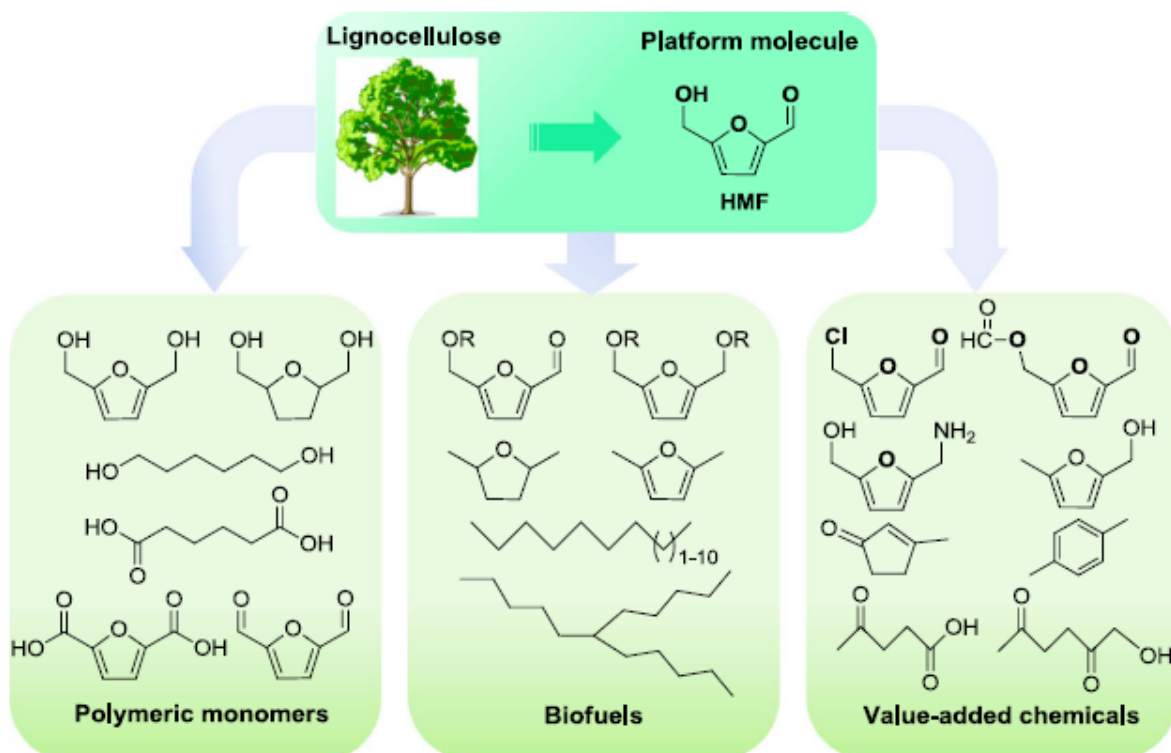 Lignocellulose
Platform molecule
OH
O
O
HMF
OH
OH
O
OH
OH
O
HO
OH
HO
O
O
OH
O
O
HO
O
OH
O
O
O
Polymeric monomers
OR
O
O
OR
OR
O
O
O
1-10
Biofuels
Cl
O
O
O
HC
O
O
O
OH
NH2
O
OH
O
O
O
OH
O
O
O
OH
Value-added chemicals